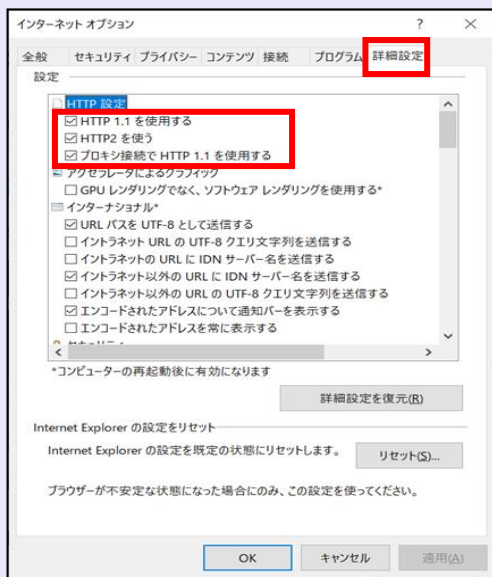 インターネット オプション
?
×
全般 セキュリティ プライバシー コンテンツ 接続 プログラム 詳細設定
設定
HTTP 設定
HTTP 1.1 を使用する
HTTP2 を使う
プロキシ接続で HTTP 1.1 を使用する
アクセラレータによるグラフィック
GPU レンダリングでなく、ソフトウェア レンダリングを使用する*
インターナショナル*
URL パスを UTF-8 として送信する
イントラネット URL の UTF-8 クエリ文字列を送信する
イントラネットの URL に IDN サーバー名を送信する
イントラネット以外の URL に IDN サーバー名を送信する
イントラネット以外の URL の UTF-8 クエリ文字列を送信する
エンコードされたアドレスについて通知バーを表示する
エンコードされたアドレスを常に表示する
*コンピューターの再起動後に有効になります
詳細設定を復元(R)
Internet Explorer の設定をリセット
Internet Explorer の設定を既定の状態にリセットします。
リセット(S)...
ブラウザーが不安定な状態になった場合にのみ、この設定を使ってください。
OK キャンセル 適用(A)